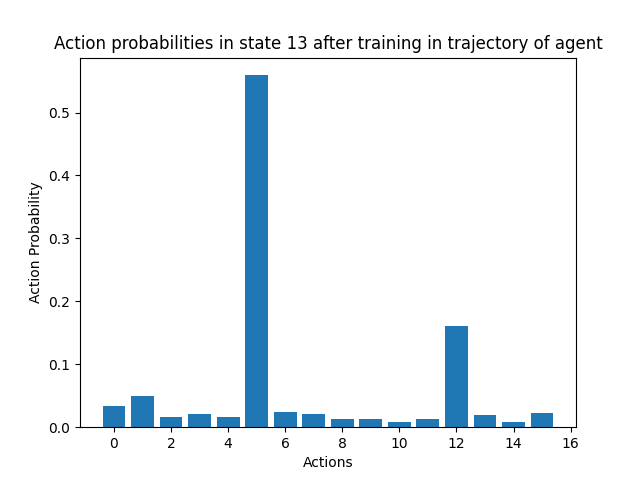 Action probabilities in state 13 after training in trajectory of agent
0.5
0.4
0.3
0.2
0.1
0.0
Action Probability
0 2 4 6 8 10 12 14 16
Actions